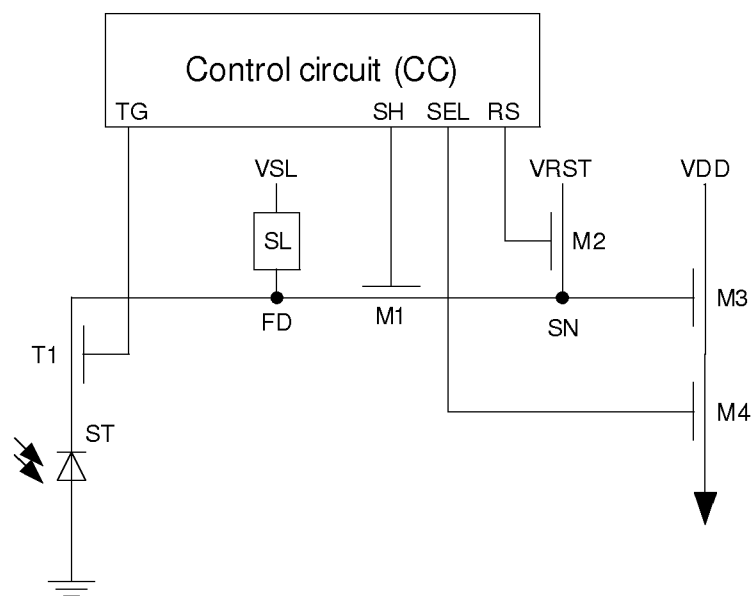 Control circuit (CC)
TG SH SEL RS
VSL VRST VDD
SL M2
M3
FD M1 SN
T1
M4
ST